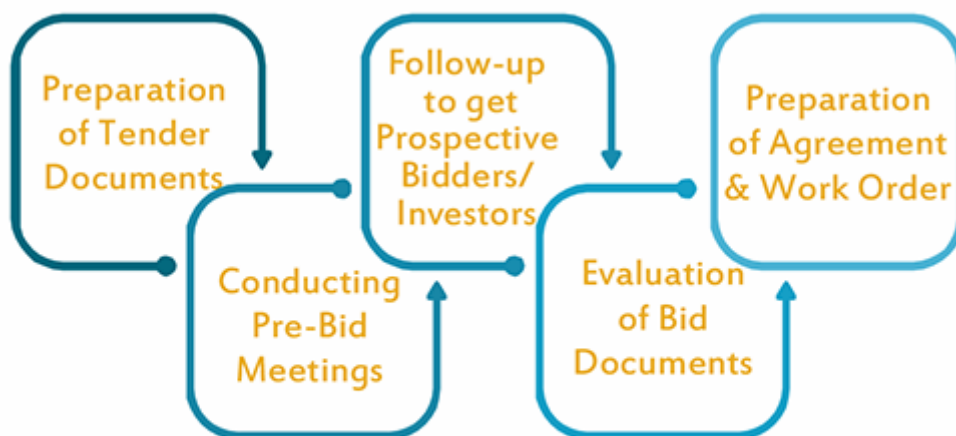 Preparation
of Tender
Documents
Conducting
Pre-Bid
Meetings
Follow-up
to get
Prospective
Bidders/
Investors
Evaluation
of Bid
Documents
Preparation
of Agreement
& Work Order